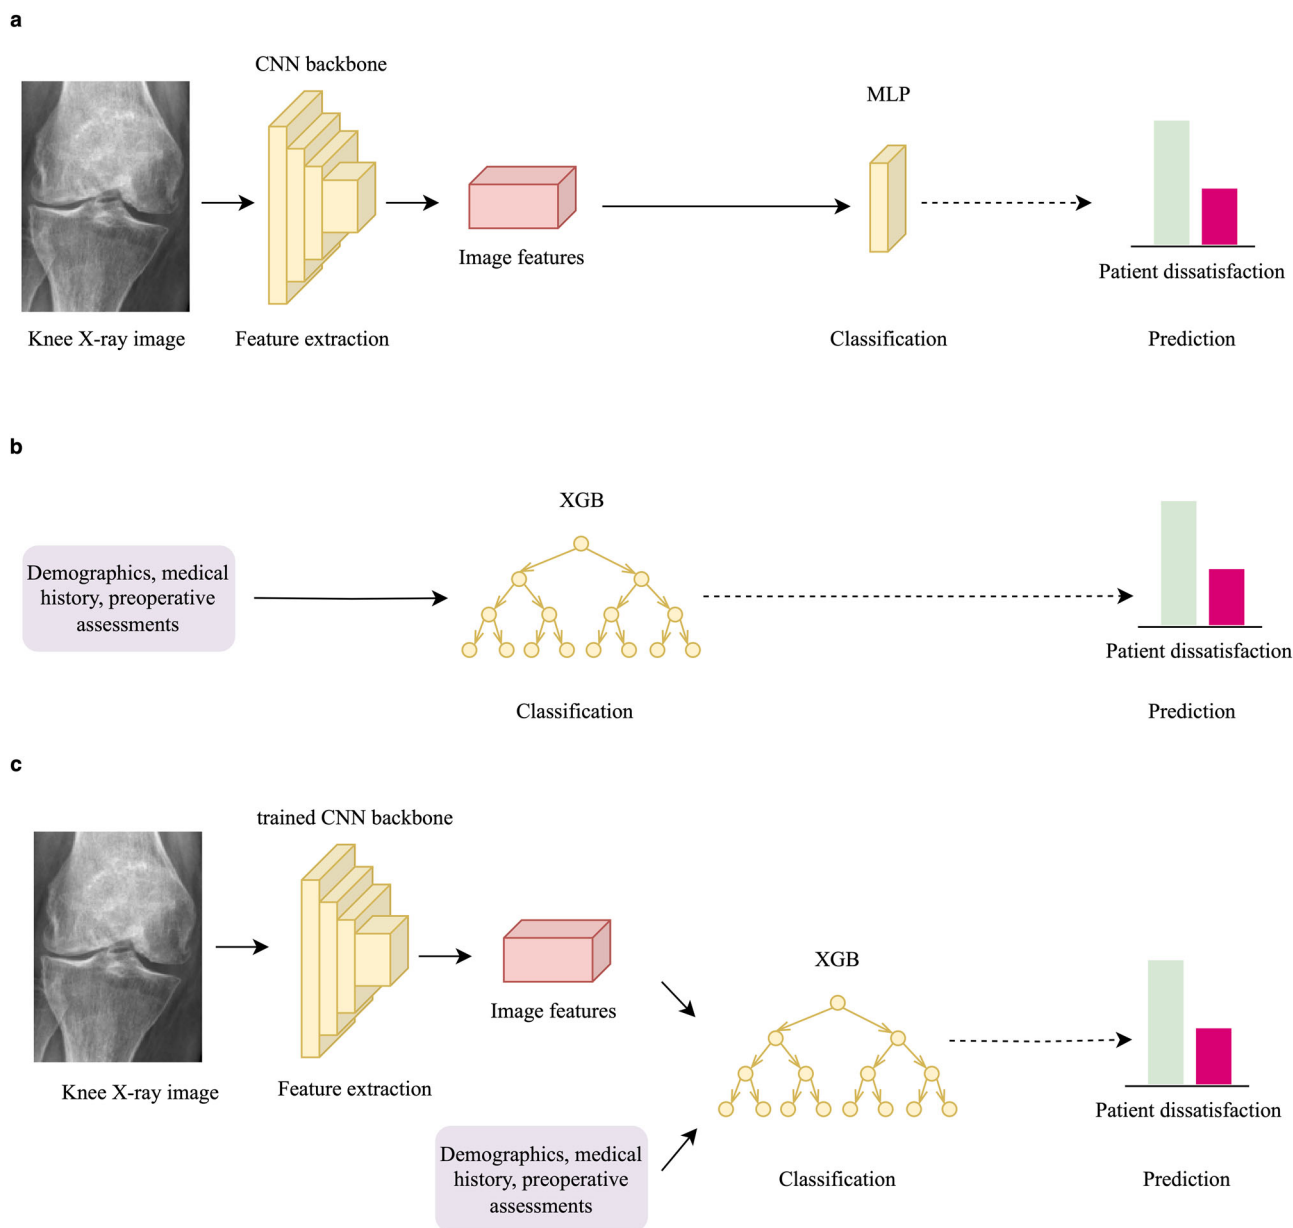 a
CNN backbone
MLP
Image features
Patient dissatisfaction
Knee X-ray image
Feature extraction
Classification
Prediction
b
XGB
Demographics, medical
history, preoperative
assessments
Patient dissatisfaction
Classification
Prediction
c
trained CNN backbone
XGB
Image features
Knee X-ray image
Feature extraction
Patient dissatisfaction
Demographics, medical
history, preoperative
assessments
Classification
Prediction